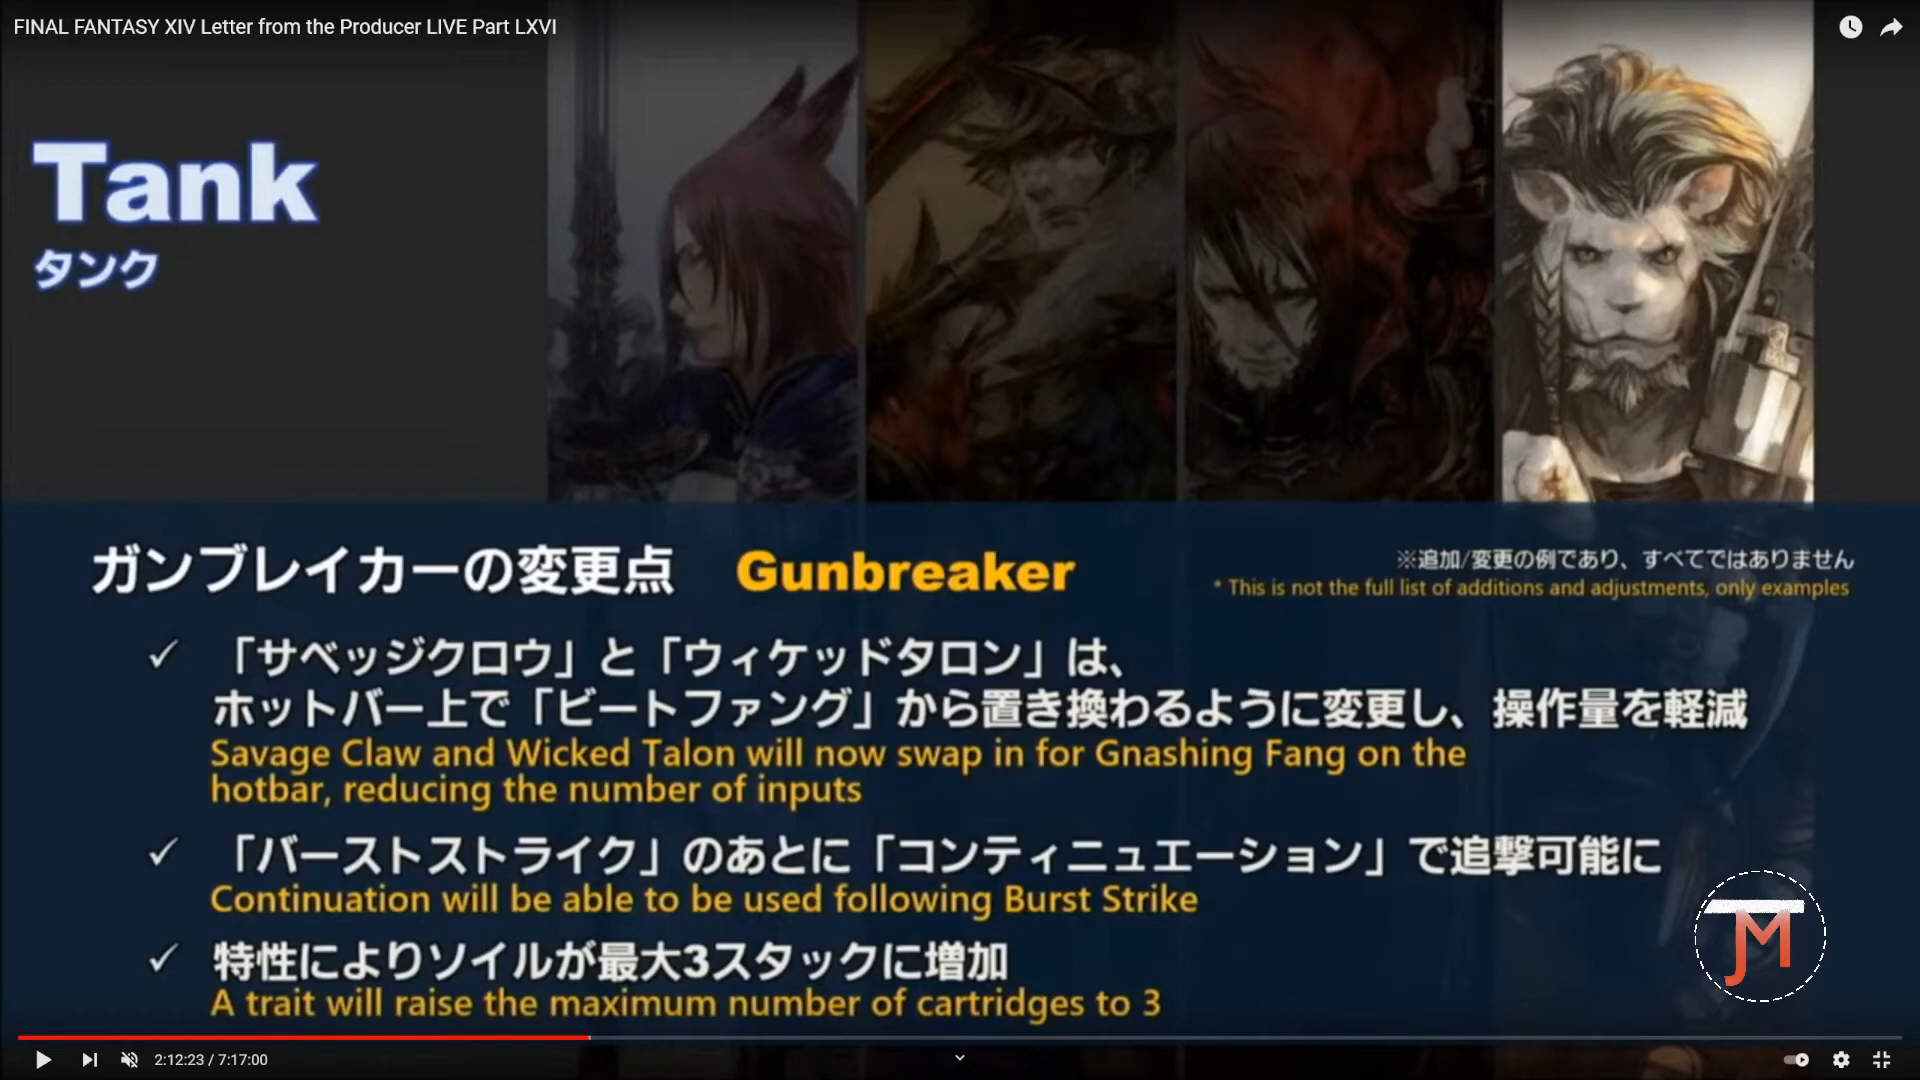 FINAL FANTASY XIV Letter from the Producer LIVE Part LXVI
Tank
タンク
ガンブレイカーの変更点 Gunbreaker
※追加/変更の例であり、すべてではありません
* This is not the full list of additions and adjustments, only examples
✓ 「サベッジクロウ」と「ウィケッドタロン」は、
ホットバー上で「ビートファング」から置き換わるように変更し、操作量を軽減
Savage Claw and Wicked Talon will now swap in for Gnashing Fang on the
hotbar, reducing the number of inputs
✓ 「バーストストライク」のあとに「コンティニュエーション」で追撃可能に
Continuation will be able to be used following Burst Strike
✓ 特性によりソイルが最大3スタックに増加
A trait will raise the maximum number of cartridges to 3
JM
2:12:23 / 7:17:00